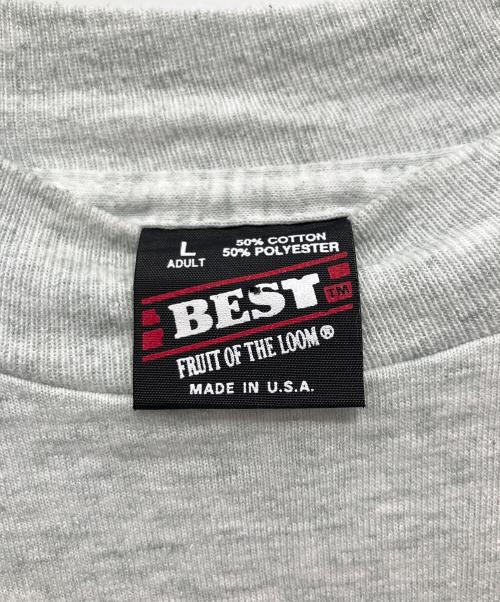 L
ADULT
50% COTTON
50% POLYESTER
BEST TM
FRUIT OF THE LOOM®
MADE IN U.S.A.